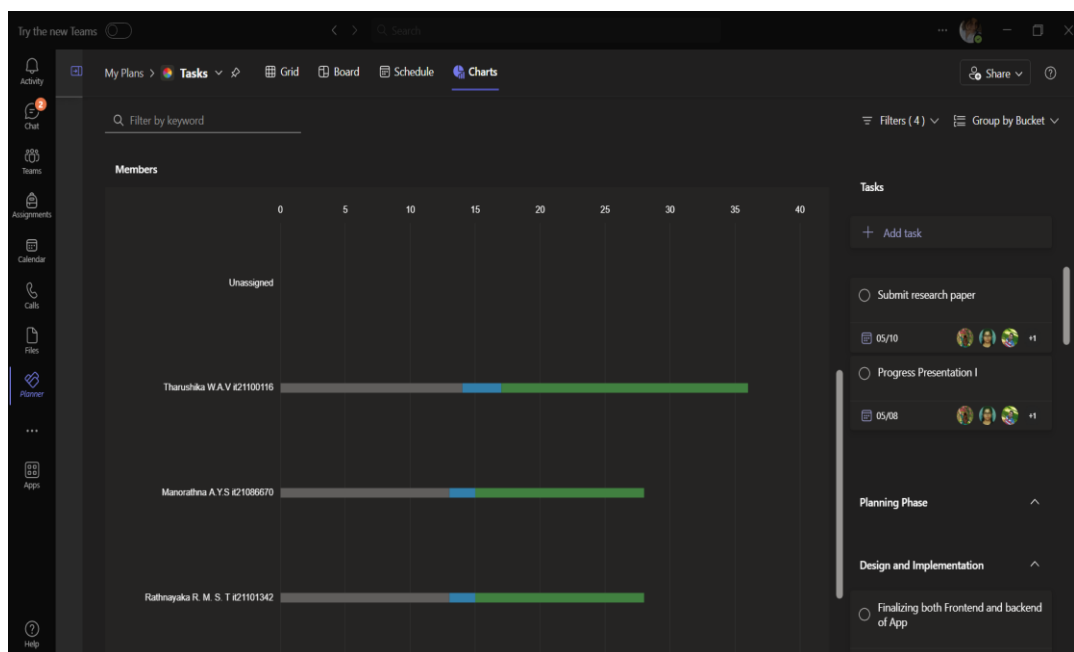 Try the new Teams
Search
Activity
2
Chat
Teams
Assignments
Calendar
Calls
Files
Planner
Apps
Help
My Plans > Tasks
Grid
Board
Schedule
Charts
Share
Filter by keyword
Filters ( 4 )
Group by Bucket
Members
0 5 10 15 20 25 30 35 40
Unassigned
Tharushika W.A.V it21100116
Manorathna A.Y.S it21086670
Rathnayaka R. M. S. T it21101342
Tasks
+ Add task
Submit research paper
05/10
+1
Progress Presentation I
05/08
+1
Planning Phase
Design and Implementation
Finalizing both Frontend and backend
of App